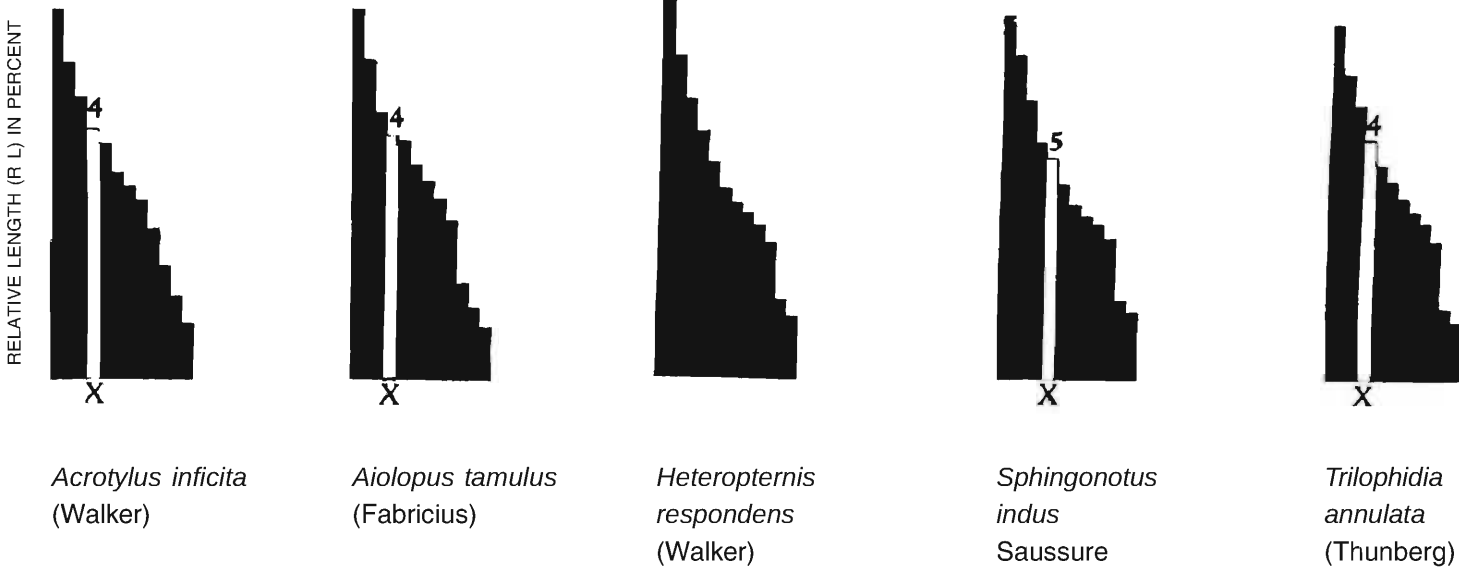 RELATIVE LENGTH (R L) IN PERCENT
4
4
5
4
X
X
X
X
Acrotylus inficita
(Walker)
Aiolopus tamulus
(Fabricius)
Heteropternis
respondens
(Walker)
Sphingonotus
indus
Saussure
Trilophidia
annulata
(Thunberg)